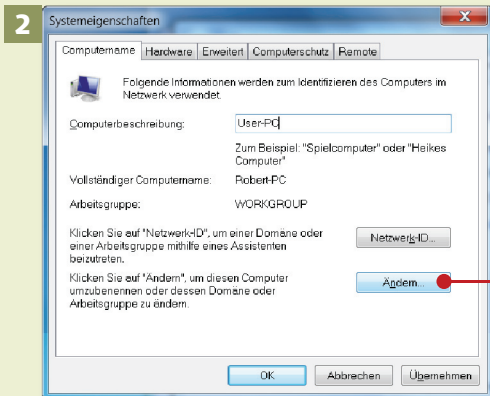 2
Systemeigenschaften
Computername Hardware Erweitert Computerschutz Remote
Folgende Informationen werden zum Identifizieren des Computers im
Netzwerk verwendet.
Computerbeschreibung: User-PC
Zum Beispiel: "Spielcomputer" oder "Heikes
Computer"
Vollständiger Computername: Robert-PC
Arbeitsgruppe: WORKGROUP
Klicken Sie auf "Netzwerk-ID", um einer Domäne oder
einer Arbeitsgruppe mithilfe eines Assistenten
beizutreten.
Netzwerk-ID...
Klicken Sie auf "Ändern", um diesen Computer
umzubenennen oder dessen Domäne oder
Arbeitsgruppe zu ändern.
Ändern...
OK Abbrechen Übernehmen